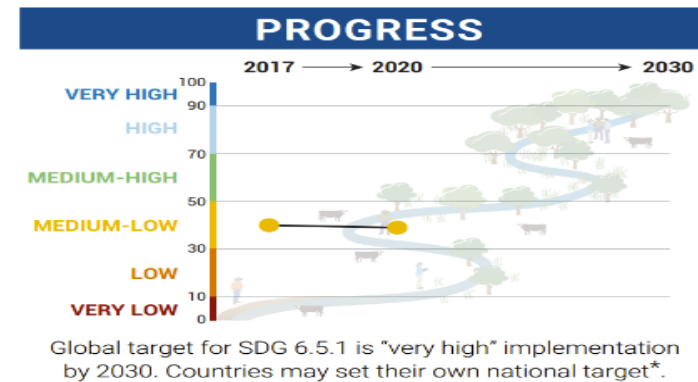 PROGRESS
2017 2020 2030
100
VERY HIGH
90
HIGH
70
MEDIUM-HIGH
50
MEDIUM-LOW
30
LOW
10
VERY LOW
0
Global target for SDG 6.5.1 is “very high” implementation
by 2030. Countries may set their own national target*.